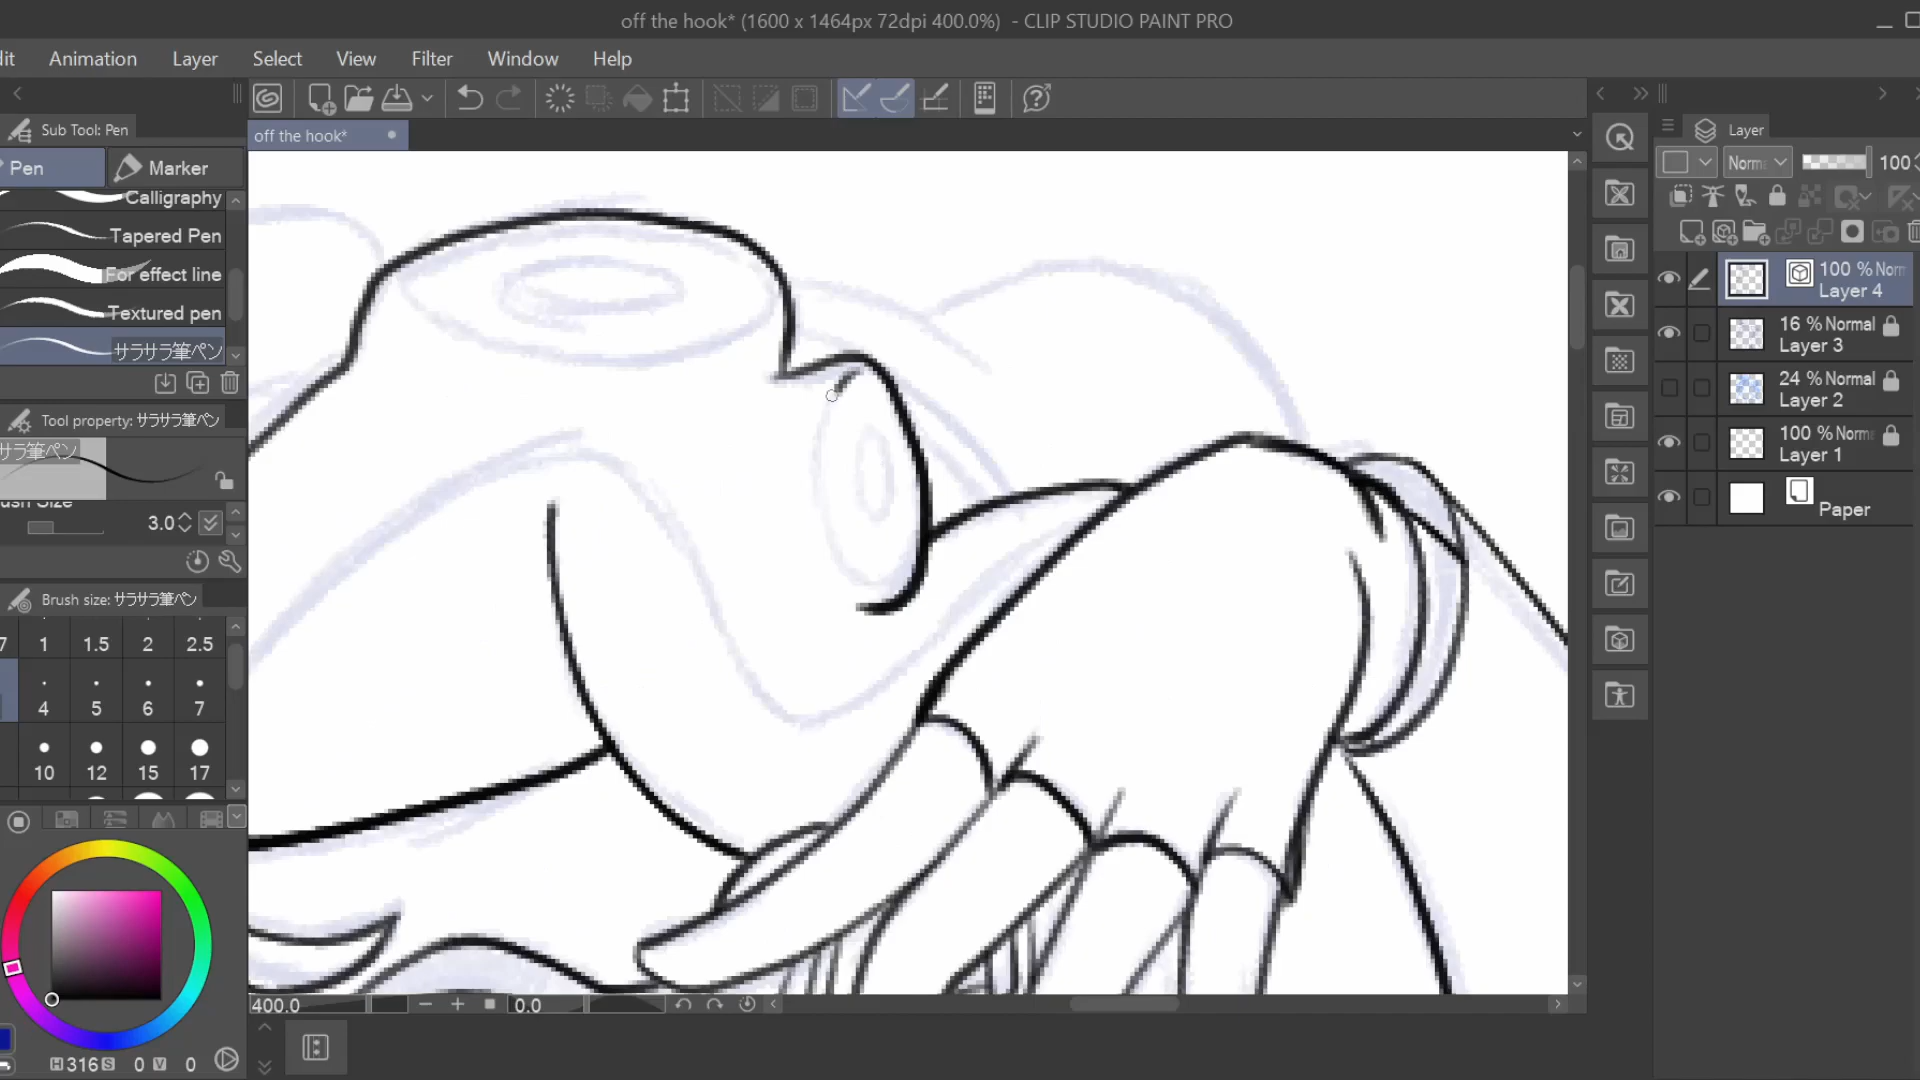 off the hook* (1600 x 1464px 72dpi 400.0%) - CLIP STUDIO PAINT PRO
dit Animation Layer Select View Filter Window Help
Sub Tool: Pen
off the hook*
Layer
Pen Marker
Norm 100
Calligraphy
Tapered Pen
For effect line
Textured pen
サラサラ筆ペン
100 % Norm
Layer 4
16 % Normal
Layer 3
24 % Normal
Layer 2
100 % Norm
Layer 1
Paper
Tool property: サラサラ筆ペン
サラ筆ペン
ush Size
3.0
Brush size: サラサラ筆ペン
7 1 1.5 2 2.5
4 5 6 7
10 12 15 17
400.0 0.0
H 316 S 0 V 0